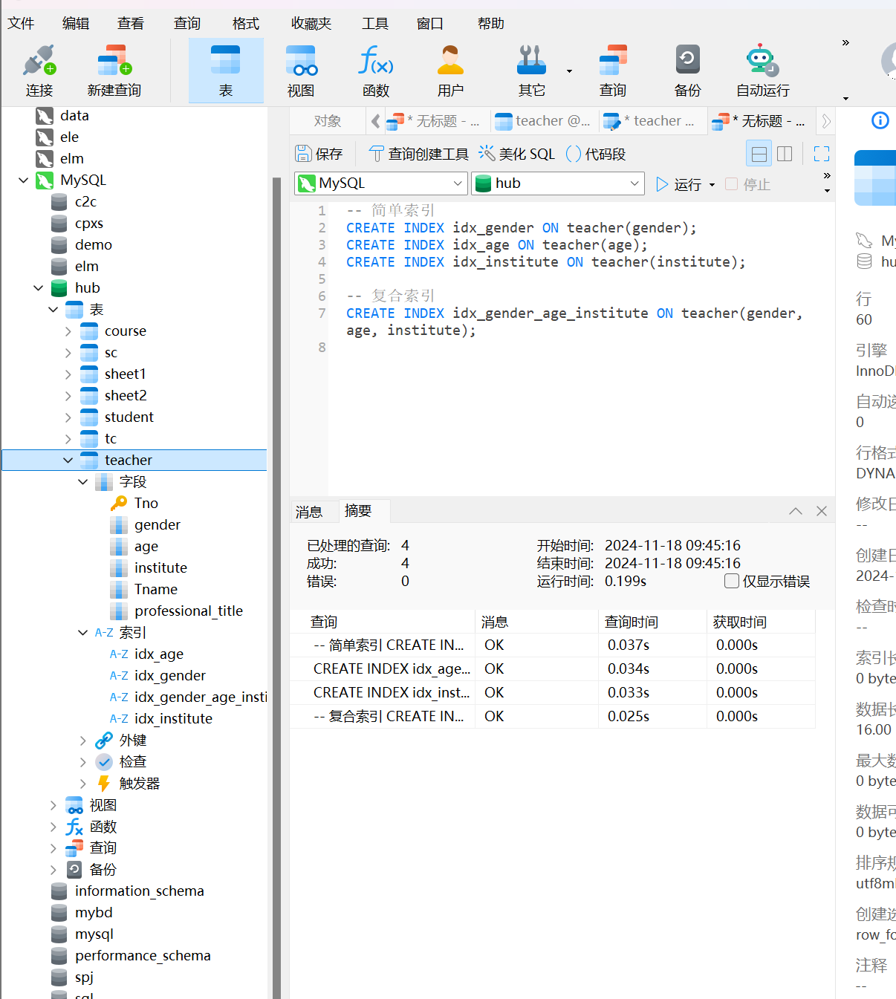 文件 编辑 查看 查询 格式 收藏夹 工具 窗口 帮助
连接 新建查询 表 视图 函数 用户 其它 查询 备份 自动运行
data
ele
elm
MySQL
c2c
cpxs
demo
elm
hub
表
course
sc
sheet1
sheet2
student
tc
teacher
字段
Tno
gender
age
institute
Tname
professional_title
A-Z 索引
A-Z idx_age
A-Z idx_gender
A-Z idx_gender_age_insti
A-Z idx_institute
外键
检查
触发器
视图
函数
查询
备份
information_schema
mybd
mysql
performance_schema
spj
sql
对象 * 无标题 - ... teacher @... * teacher ... * 无标题 - ...
保存 查询创建工具 美化 SQL () 代码段
MySQL hub 运行 停止
1 -- 简单索引
2 CREATE INDEX idx_gender ON teacher(gender);
3 CREATE INDEX idx_age ON teacher(age);
4 CREATE INDEX idx_institute ON teacher(institute);
5
6 -- 复合索引
7 CREATE INDEX idx_gender_age_institute ON teacher(gender,
age, institute);
8
消息 摘要
已处理的查询: 4 开始时间: 2024-11-18 09:45:16
成功: 4 结束时间: 2024-11-18 09:45:16
错误: 0 运行时间: 0.199s 仅显示错误
查询 消息 查询时间 获取时间
-- 简单索引 CREATE IN... OK 0.037s 0.000s
CREATE INDEX idx_age... OK 0.034s 0.000s
CREATE INDEX idx_inst... OK 0.033s 0.000s
-- 复合索引 CREATE IN... OK 0.025s 0.000s
My
hu
行
60
引擎
InnoD
自动递
0
行格式
DYNA
修改日
--
创建日
2024-
检查时
--
索引长
0 byte
数据长
16.00
最大数
0 byte
数据可
0 byte
排序规
utf8m
创建选
row_fo
注释
--